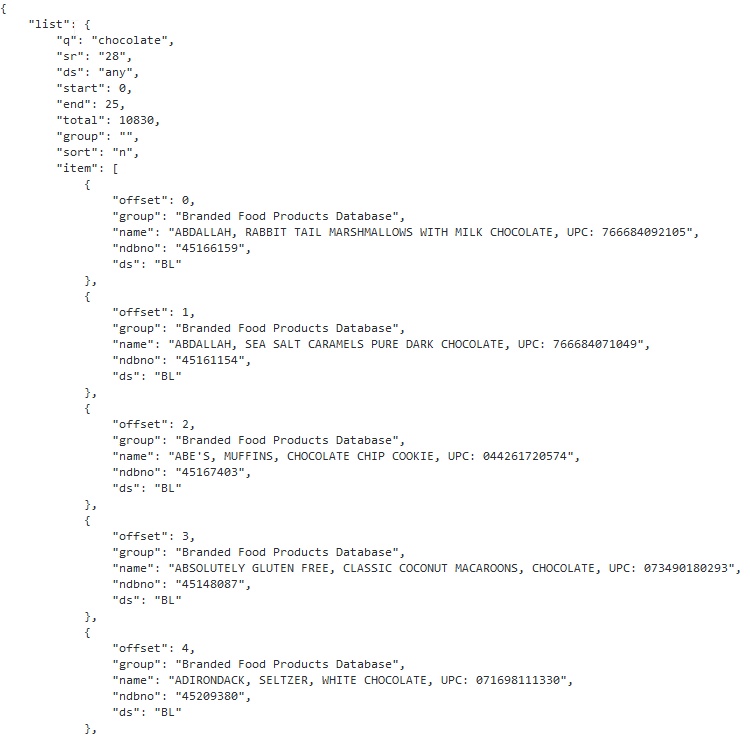 {
    "list": {
        "q": "chocolate",
        "sr": "28",
        "ds": "any",
        "start": 0,
        "end": 25,
        "total": 10830,
        "group": "",
        "sort": "n",
        "item": [
            {
                "offset": 0,
                "group": "Branded Food Products Database",
                "name": "ABDALLAH, RABBIT TAIL MARSHMALLOWS WITH MILK CHOCOLATE, UPC: 766684092105",
                "ndbno": "45166159",
                "ds": "BL"
            },
            {
                "offset": 1,
                "group": "Branded Food Products Database",
                "name": "ABDALLAH, SEA SALT CARAMELS PURE DARK CHOCOLATE, UPC: 766684071049",
                "ndbno": "45161154",
                "ds": "BL"
            },
            {
                "offset": 2,
                "group": "Branded Food Products Database",
                "name": "ABE'S, MUFFINS, CHOCOLATE CHIP COOKIE, UPC: 044261720574",
                "ndbno": "45167403",
                "ds": "BL"
            },
            {
                "offset": 3,
                "group": "Branded Food Products Database",
                "name": "ABSOLUTELY GLUTEN FREE, CLASSIC COCONUT MACAROONS, CHOCOLATE, UPC: 073490180293",
                "ndbno": "45148087",
                "ds": "BL"
            },
            {
                "offset": 4,
                "group": "Branded Food Products Database",
                "name": "ADIRONDACK, SELTZER, WHITE CHOCOLATE, UPC: 071698111330",
                "ndbno": "45209380",
                "ds": "BL"
            },